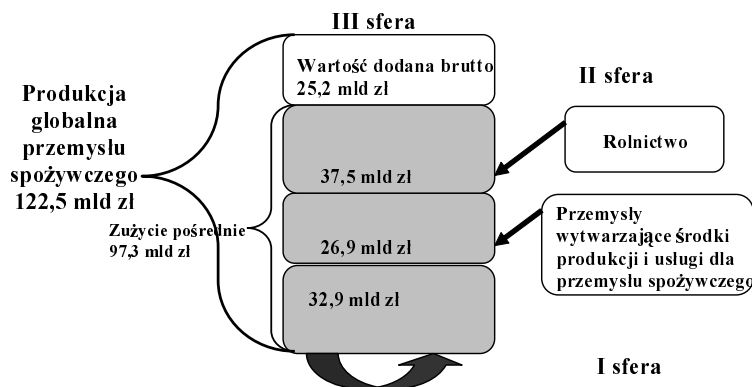 III sfera
Wartość dodana brutto
25,2 mld zł
Produkcja
globalna
przemysłu
spożywczego
122,5 mld zł
Zużycie pośrednie
97,3 mld zł
37,5 mld zł
26,9 mld zł
32,9 mld zł
II sfera
Rolnictwo
Przemysły
wytwarzające środki
produkcji i usługi dla
przemysłu spożywczego
I sfera